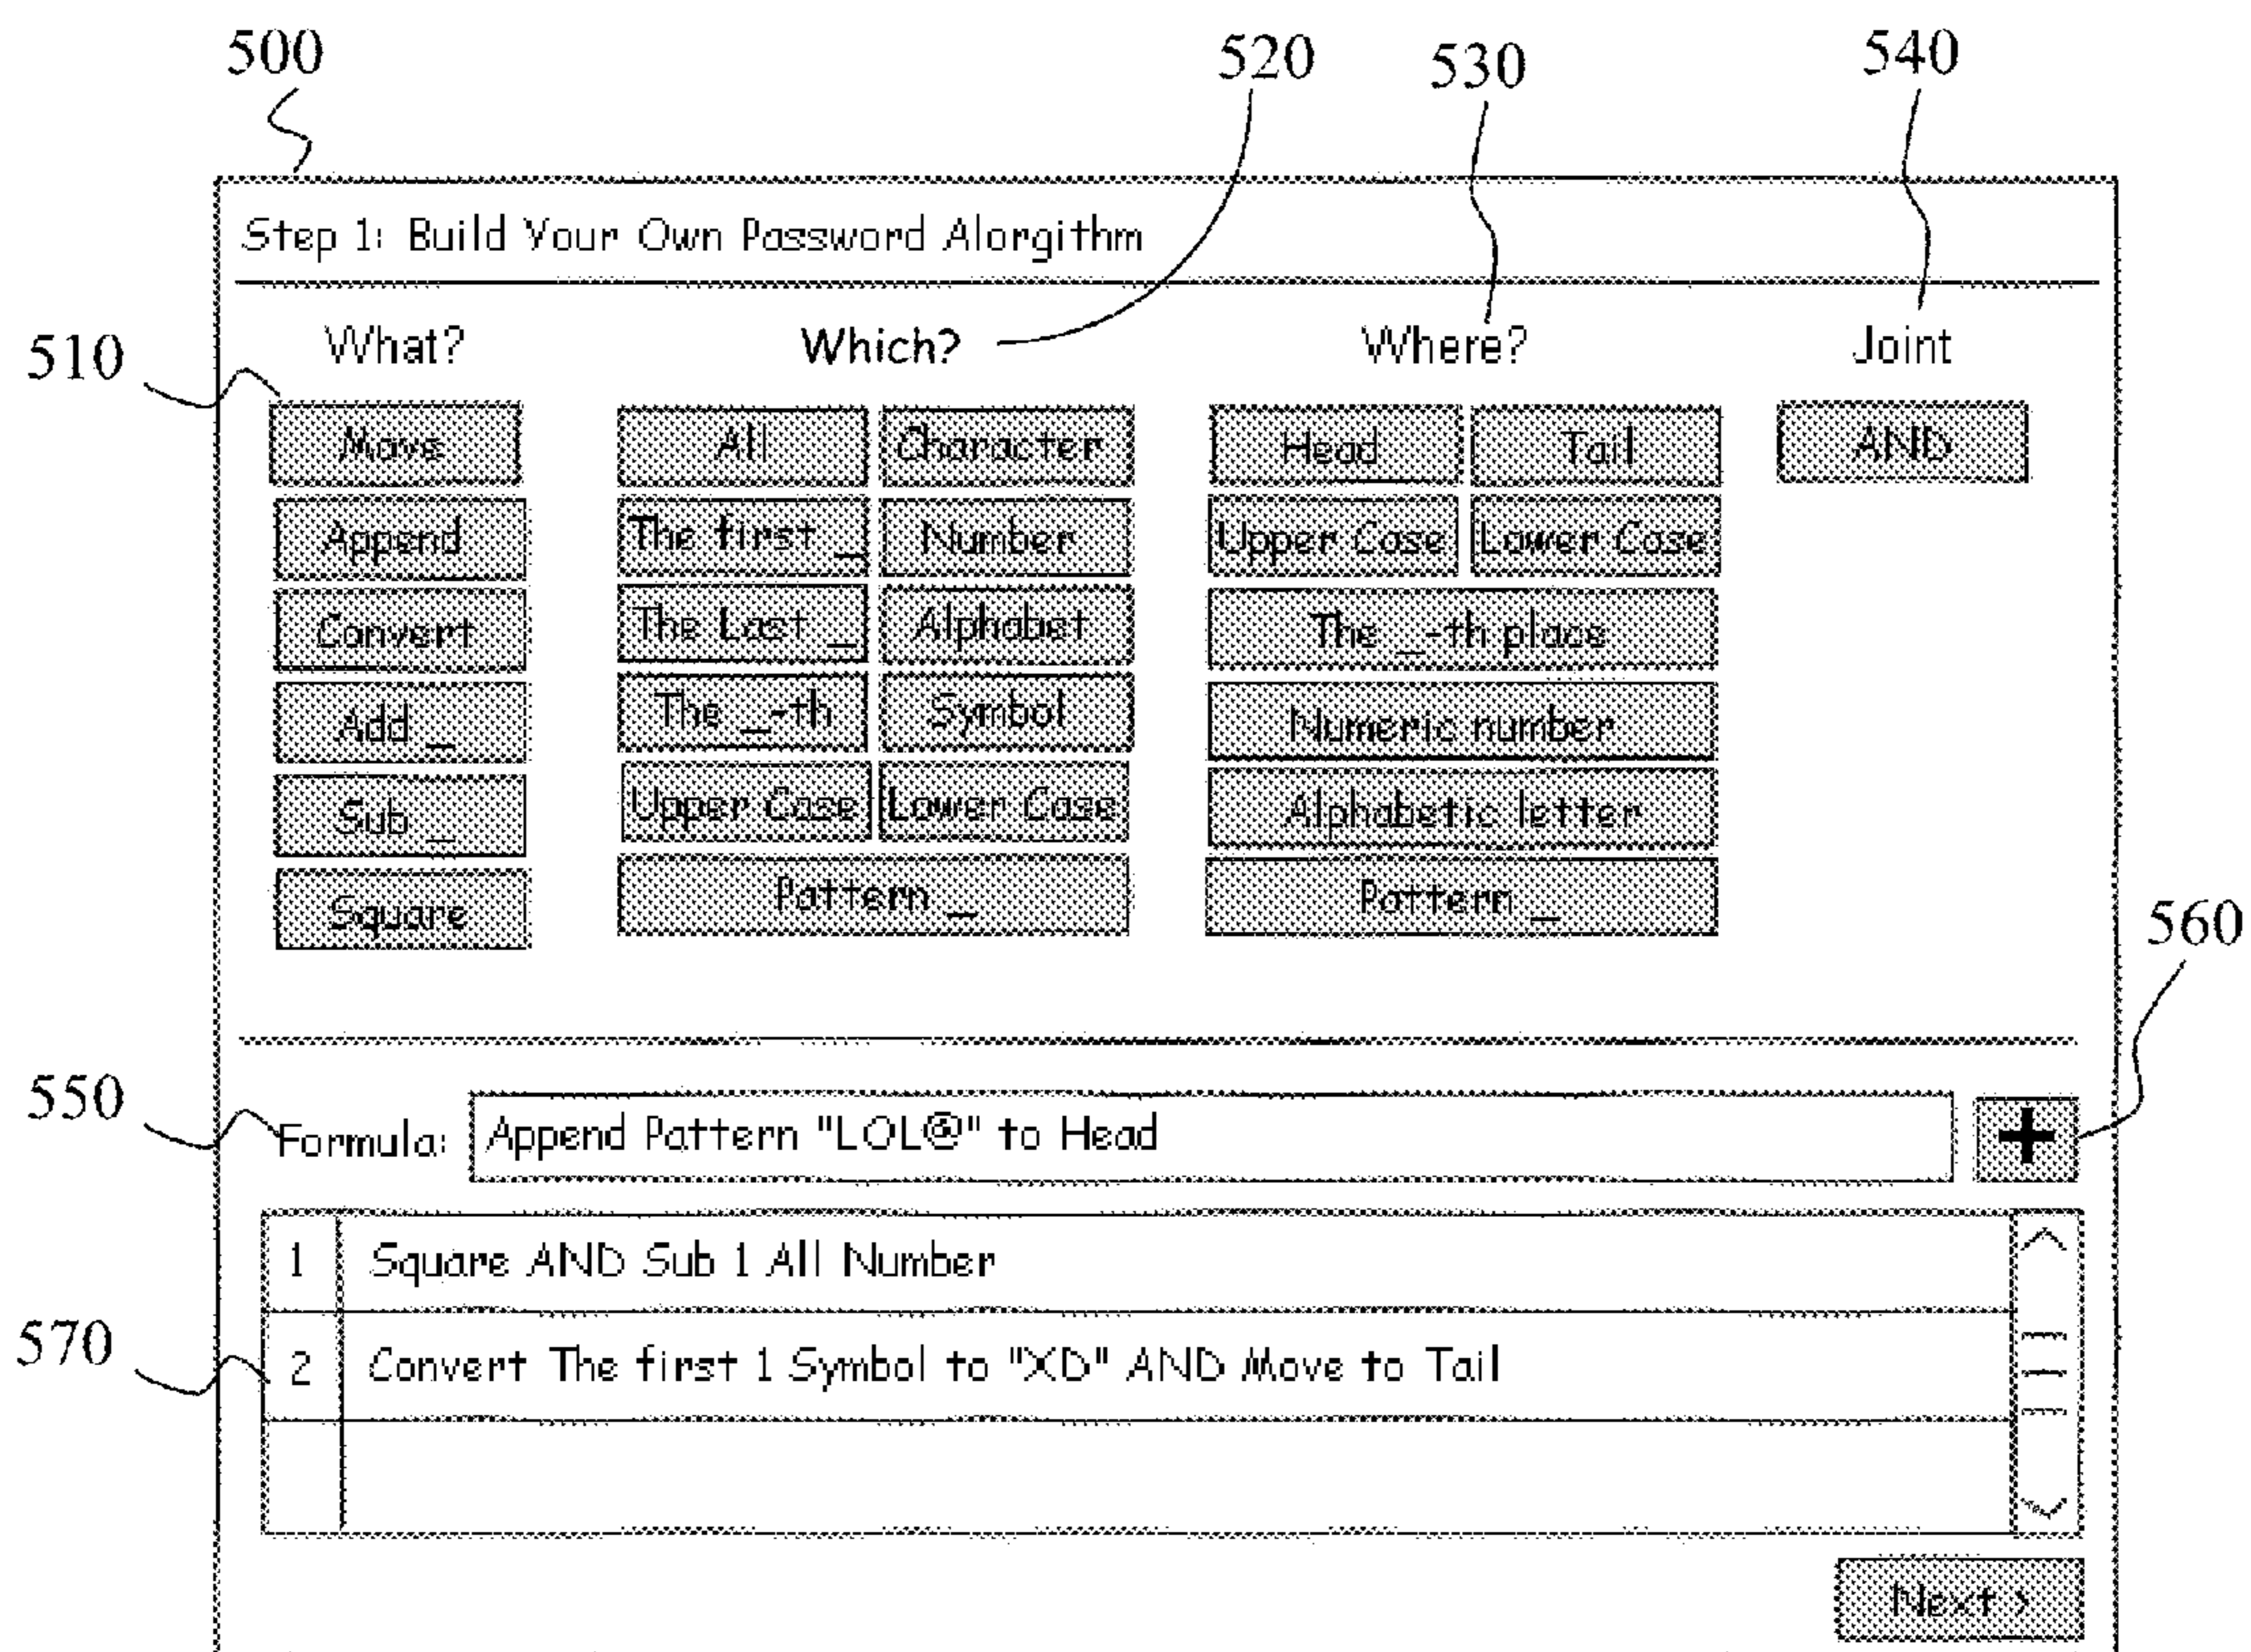 500 520 530 540
Step 1: Build Your Own Password Alorgithm
510 What? Which? Where? Joint
Move All Character Head Tail AND
Append The first _ Number Upper Case Lower Case
Convert The Last _ Alphabet The _-th place
Add _ The _-th Symbol Numeric number
Sub _ Upper Case Lower Case Alphabetic letter
Square Pattern _ Pattern _
560
550 Formula: Append Pattern "LOL@" to Head +
1 Square AND Sub 1 All Number
570 2 Convert The first 1 Symbol to "XD" AND Move to Tail
Next >